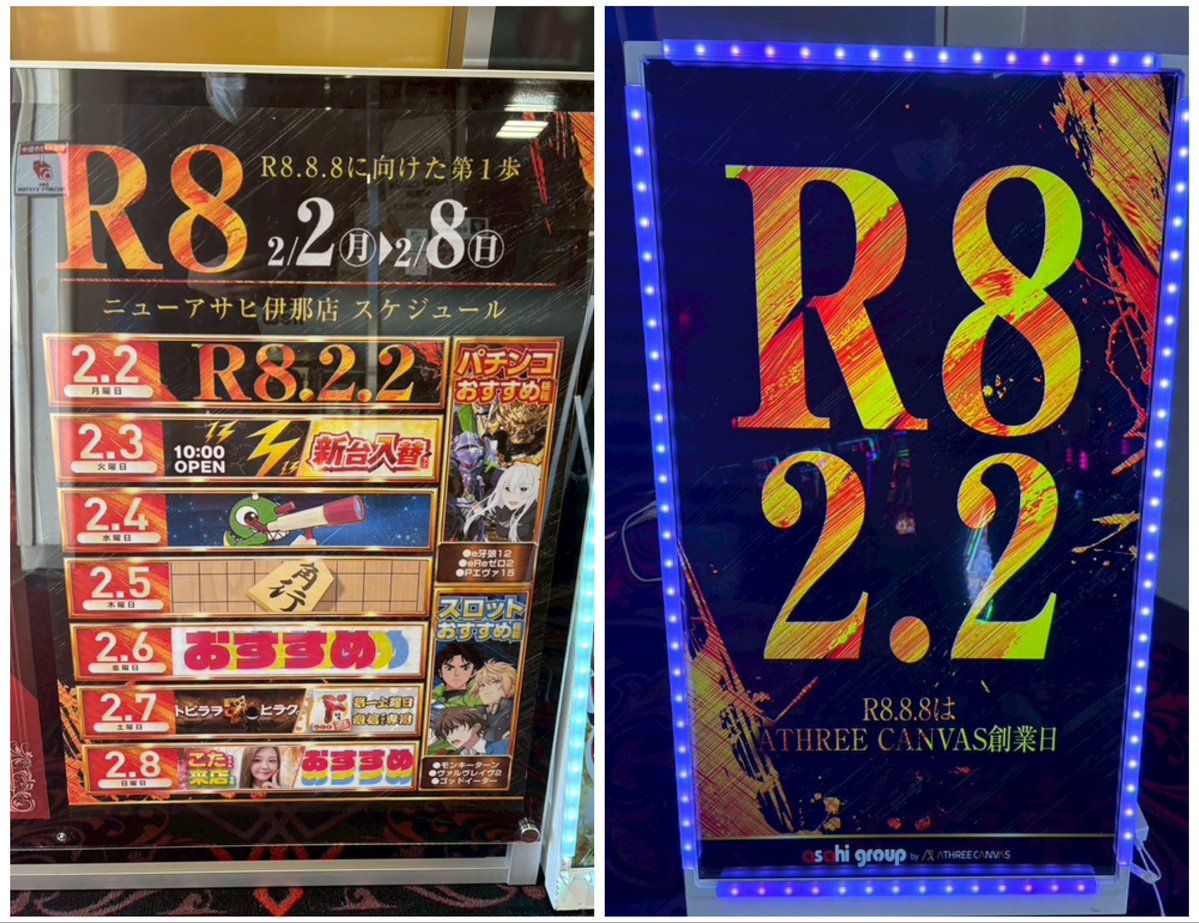 R8
R8.8.8に向けた第1歩
2/2月▶2/8日
ニューアサヒ伊那店 スケジュール
2.2
月曜日
R8.2.2
2.3
火曜日
10:00
OPEN
新台入替
2.4
水曜日
2.5
木曜日
角行
2.6
金曜日
おすすめ
2.7
土曜日
トビラヲ
ヒラク
第一土曜日
2.8
日曜日
こた
来店
おすすめ
パチンコ
おすすめ
●e牙狼12
●eReゼロ2
●Pエヴァ15
スロット
おすすめ
●モンキーターン
●ヴァルヴレイヴ2
●ゴッドイーター
R8
2.2
R8.8.8は
ATHREE CANVAS創業日
asahi group by ATHREE CANVAS